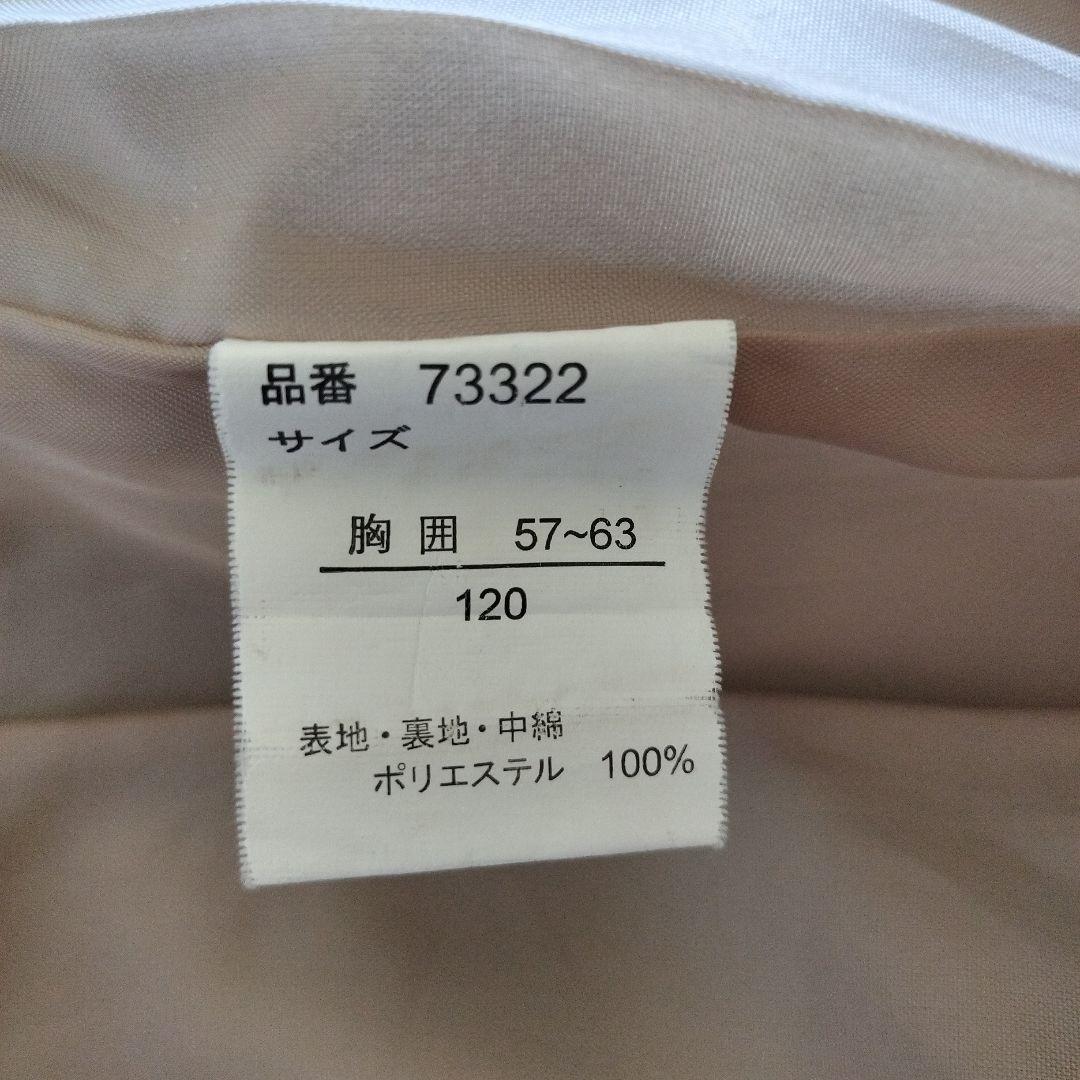 品番 73322
サイズ
胸囲 57~63
120
表地・裏地・中綿
ポリエステル 100%